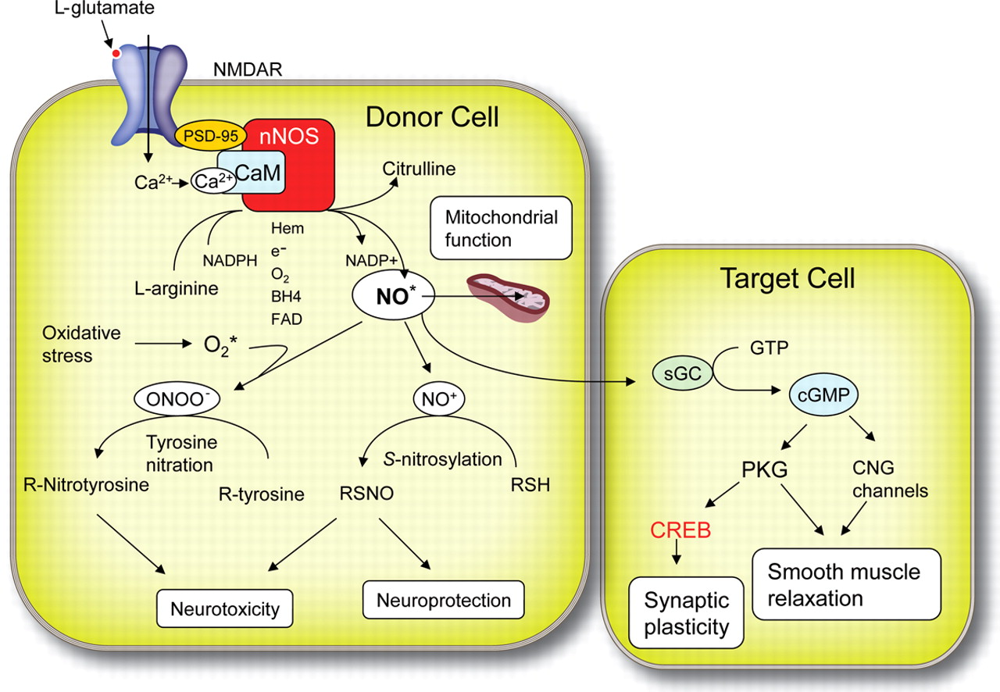 L-glutamate
NMDAR
Donor Cell
PSD-95
nNOS
Ca²⁺
Ca²⁺
CaM
Citrulline
Mitochondrial
function
Hem
e⁻
O₂
BH4
FAD
NADPH
NADP+
L-arginine
NO*
Oxidative
stress
O₂*
ONOO⁻
NO⁺
Tyrosine
nitration
S-nitrosylation
R-Nitrotyrosine
R-tyrosine
RSNO
RSH
Neurotoxicity
Neuroprotection
Target Cell
GTP
sGC
cGMP
PKG
CNG
channels
CREB
Smooth muscle
relaxation
Synaptic
plasticity